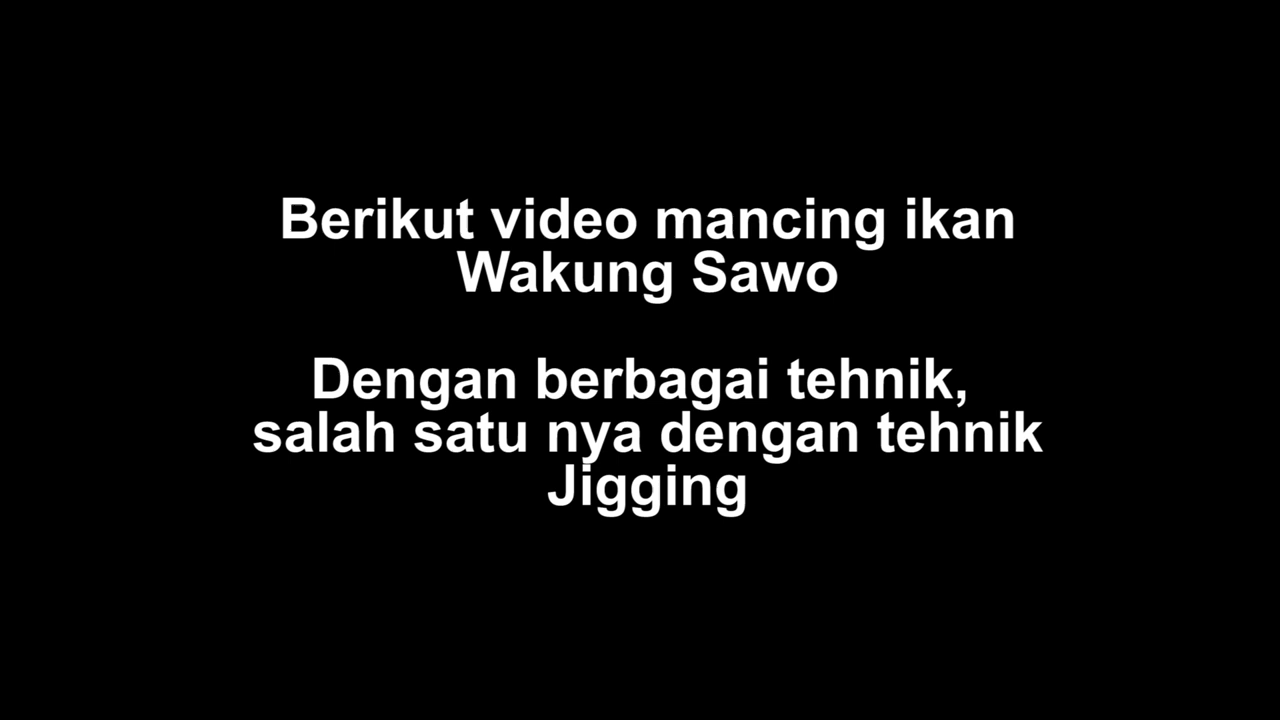 Berikut video mancing ikan
Wakung Sawo
Dengan berbagai tehnik,
salah satu nya dengan tehnik
Jigging